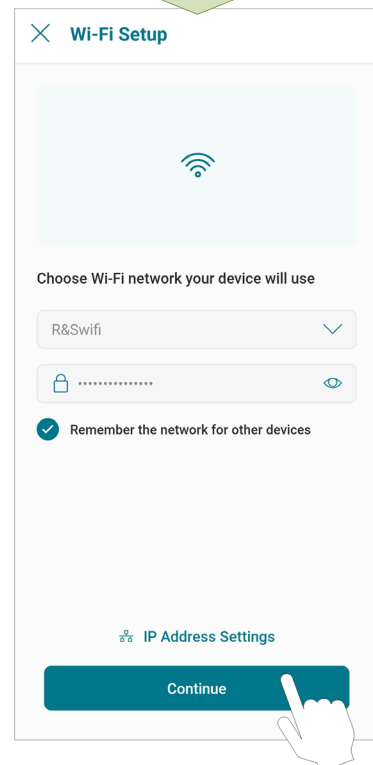 Wi-Fi Setup
Choose Wi-Fi network your device will use
R&Swifi
•••••••••••••••
Remember the network for other devices
IP Address Settings
Continue